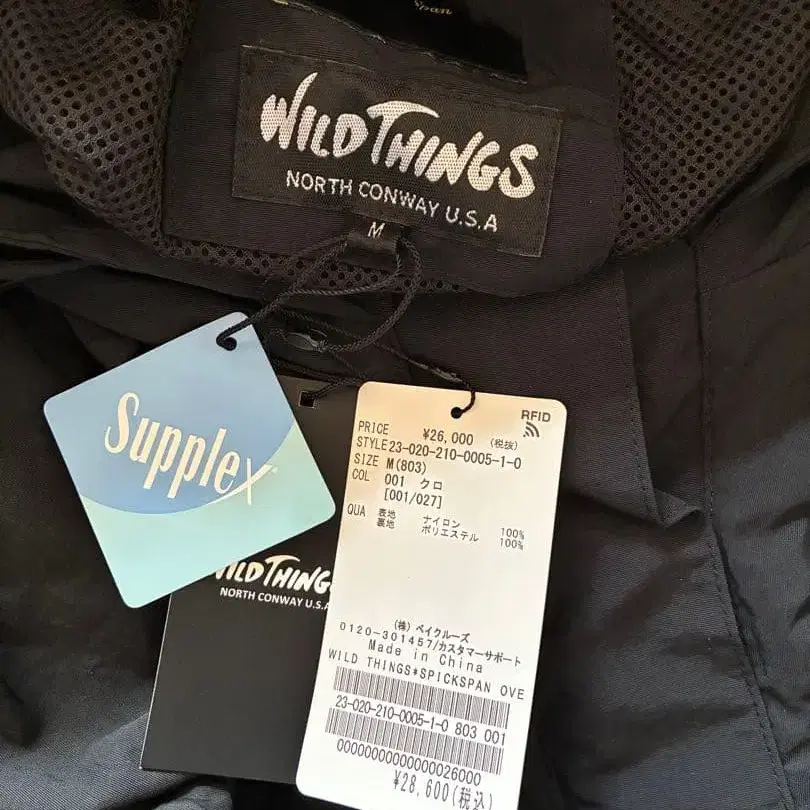 Span
WILD THINGS
NORTH CONWAY U.S.A
M
Supplex®
WILD THINGS
NORTH CONWAY U.S.A
RFID
PRICE ¥26,000 (税抜)
STYLE 23-020-210-0005-1-0
SIZE M(803)
COL 001 クロ
[001/027]
QUA 表地 ナイロン 100%
裏地 ポリエステル 100%
(株) ベイクルーズ
0120-301457/カスタマーサポート
Made in China
WILD THINGS*SPICKSPAN OVE
23-020-210-0005-1-0 803 001
00000000000000026000
¥28,600(税込)